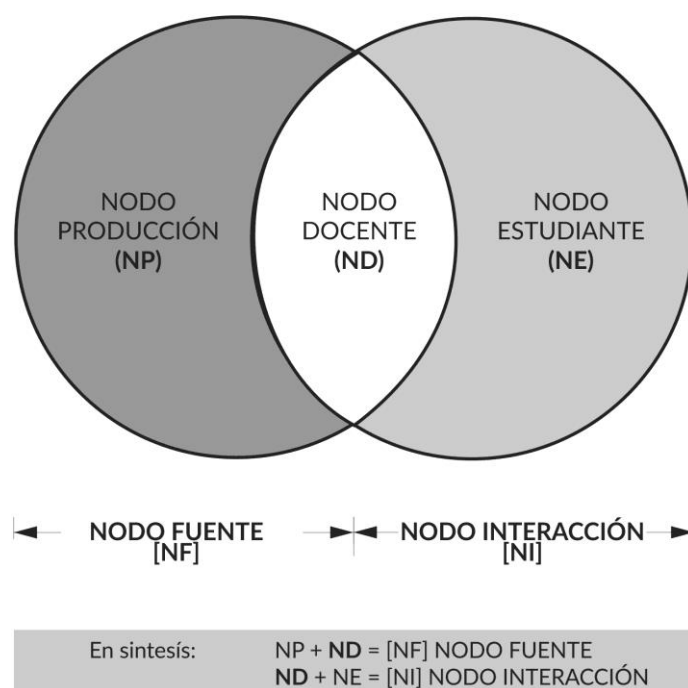 NODO
PRODUCCIÓN
(NP)
NODO
DOCENTE
(ND)
NODO
ESTUDIANTE
(NE)
NODO FUENTE
[NF]
NODO INTERACCIÓN
[NI]
En sintesís: NP + ND = [NF] NODO FUENTE
ND + NE = [NI] NODO INTERACCIÓN